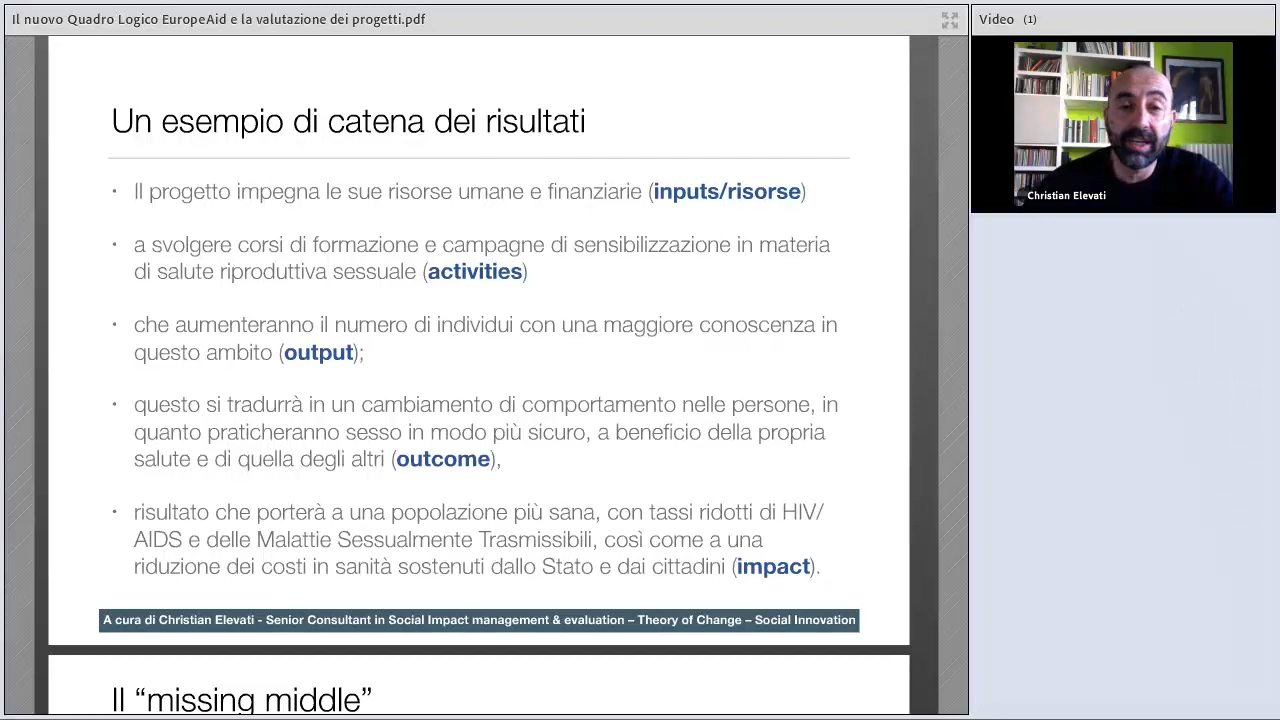 Il nuovo Quadro Logico EuropeAid e la valutazione dei progetti.pdf
Video (1)
Christian Elevati
Un esempio di catena dei risultati
• Il progetto impegna le sue risorse umane e finanziarie (inputs/risorse)
• a svolgere corsi di formazione e campagne di sensibilizzazione in materia
di salute riproduttiva sessuale (activities)
• che aumenteranno il numero di individui con una maggiore conoscenza in
questo ambito (output);
• questo si tradurrà in un cambiamento di comportamento nelle persone, in
quanto praticheranno sesso in modo più sicuro, a beneficio della propria
salute e di quella degli altri (outcome),
• risultato che porterà a una popolazione più sana, con tassi ridotti di HIV/
AIDS e delle Malattie Sessualmente Trasmissibili, così come a una
riduzione dei costi in sanità sostenuti dallo Stato e dai cittadini (impact).
A cura di Christian Elevati - Senior Consultant in Social Impact management & evaluation – Theory of Change – Social Innovation
Il “missing middle”